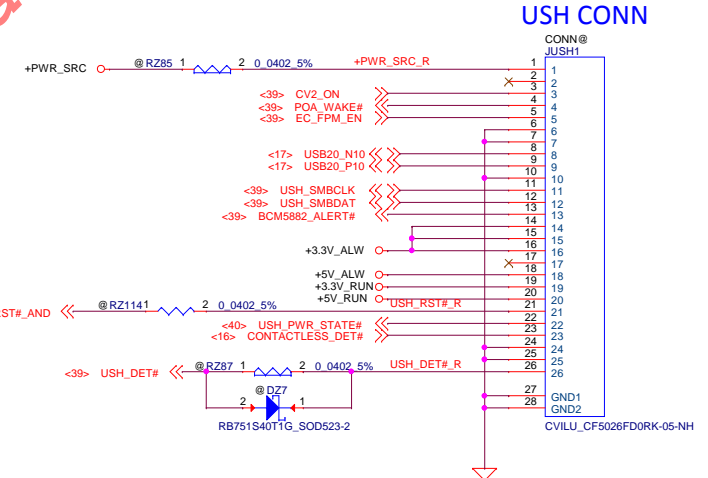 USH CONN
CONN@
JUSH1
+PWR_SRC @ RZ85 1 2 0_0402_5% +PWR_SRC_R 1 1
2 2
<39> CV2_ON 3 3
<39> POA_WAKE# 4 4
<39> EC_FPM_EN 5 5
6 6
7 7
<17> USB20_N10 8 8
<17> USB20_P10 9 9
10 10
<39> USH_SMBCLK 11 11
<39> USH_SMBDAT 12 12
<39> BCM5882_ALERT# 13 13
14 14
15 15
+3.3V_ALW 16 16
17 17
+5V_ALW 18 18
+3.3V_RUN 19 19
+5V_RUN 20 20
RST#_AND @ RZ114 1 2 0_0402_5% USH_RST#_R 21 21
<40> USH_PWR_STATE# 22 22
<16> CONTACTLESS_DET# 23 23
24 24
25 25
<39> USH_DET# @ RZ87 1 2 0_0402_5% USH_DET#_R 26 26
@ DZ7
2 1
RB751S40T1G_SOD523-2
27 GND1
28 GND2
CVILU_CF5026FD0RK-05-NH